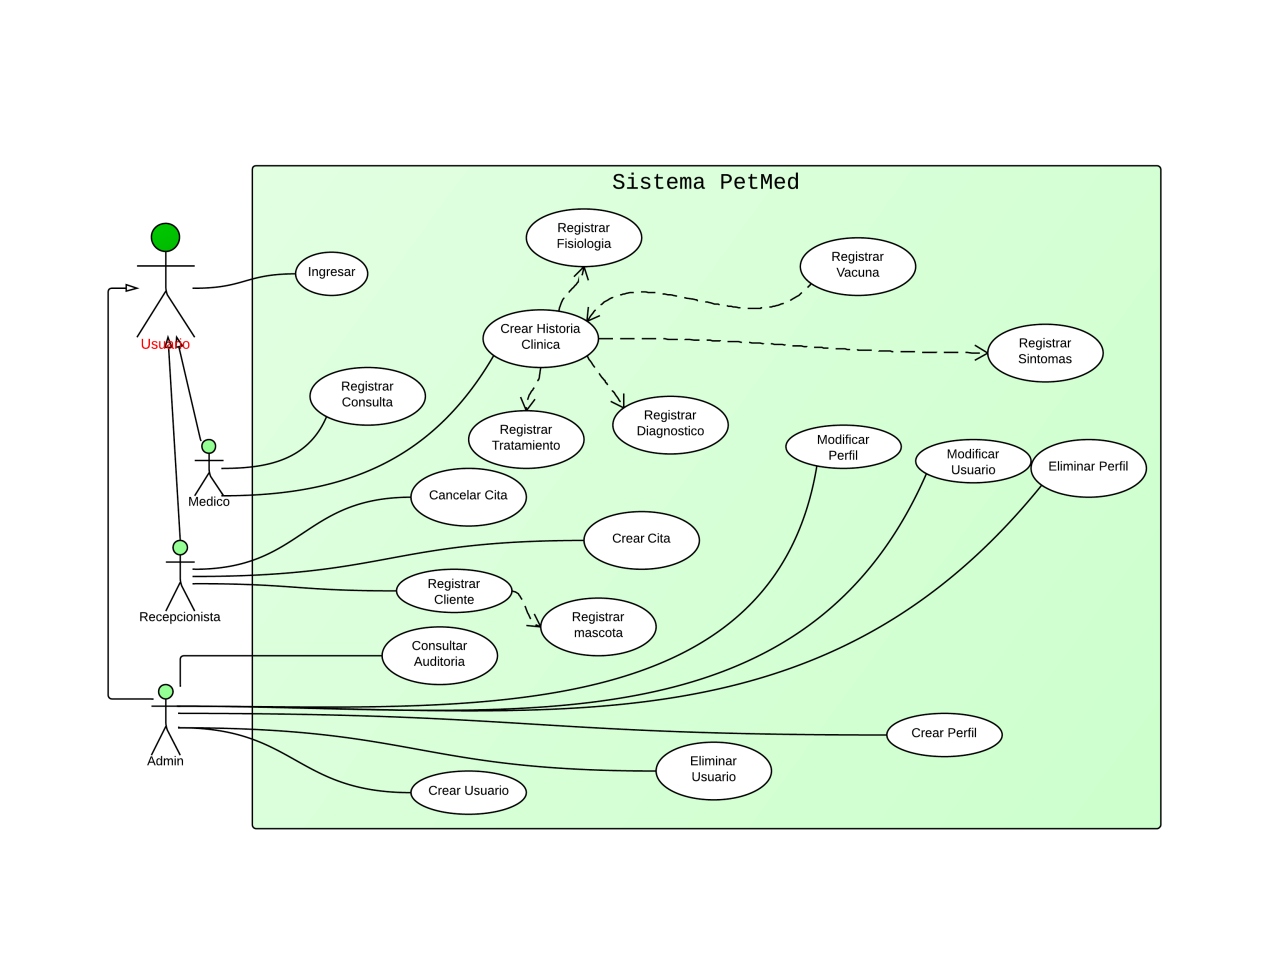 Sistema PetMed
Registrar
Fisiologia
Registrar
Vacuna
Ingresar
Usuario
Crear Historia
Clinica
Registrar
Sintomas
Registrar
Consulta
Registrar
Tratamiento
Registrar
Diagnostico
Modificar
Perfil
Modificar
Usuario
Eliminar Perfil
Medico
Cancelar Cita
Crear Cita
Registrar
Cliente
Registrar
mascota
Recepcionista
Consultar
Auditoria
Admin
Crear Perfil
Eliminar
Usuario
Crear Usuario